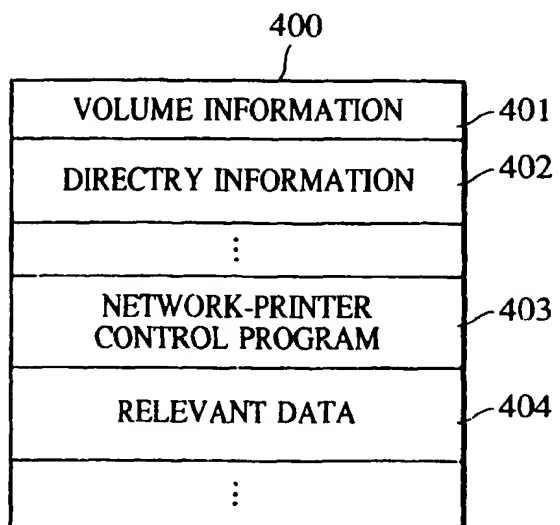 400
VOLUME INFORMATION
401
DIRECTRY INFORMATION
402
⋮
NETWORK-PRINTER
CONTROL PROGRAM
403
RELEVANT DATA
404
⋮